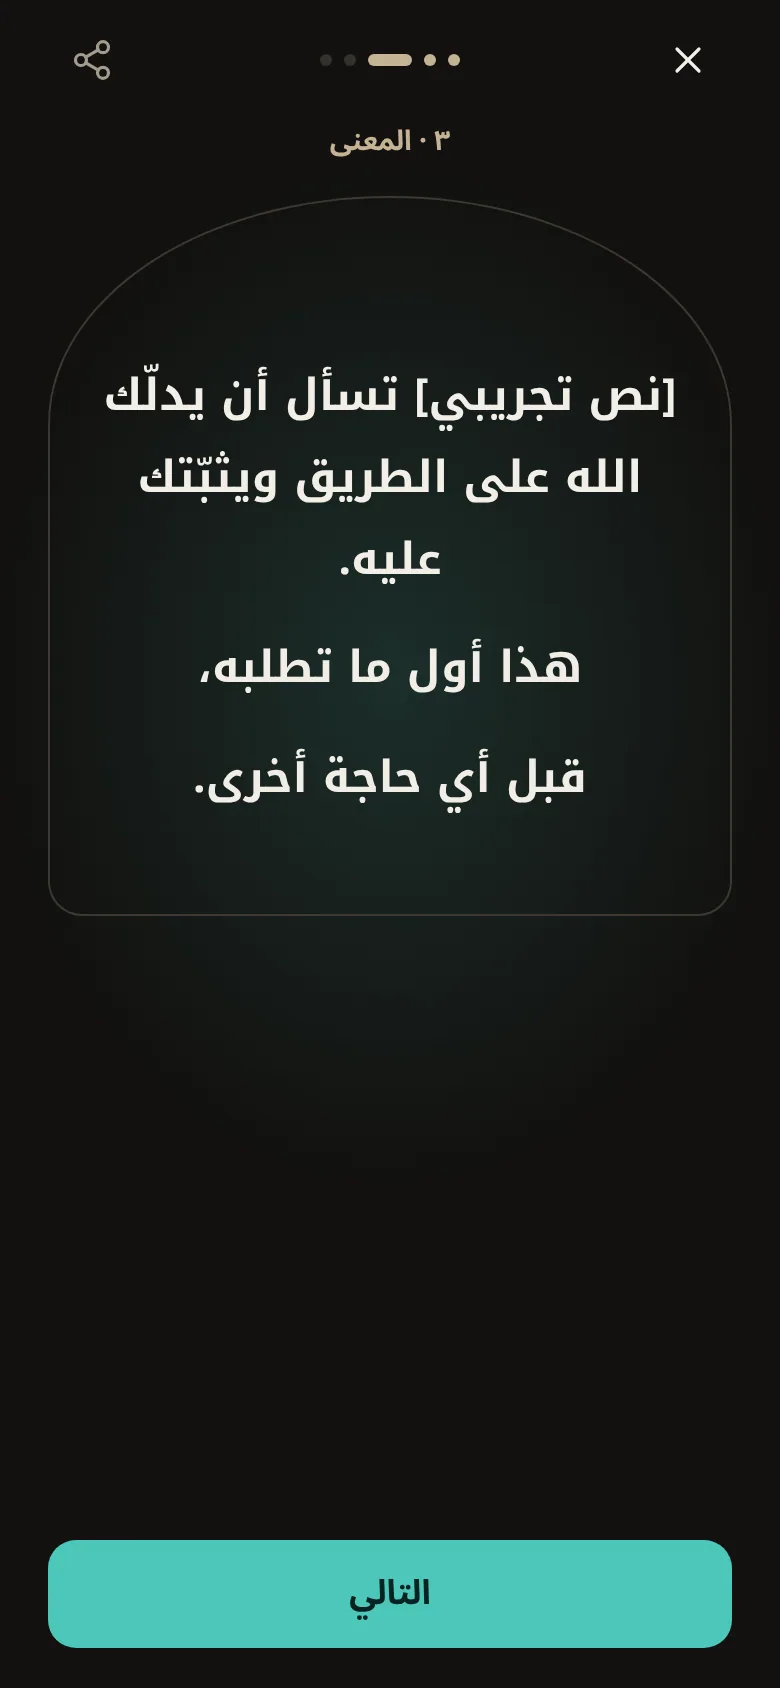 ٣ · المعنى
[نص تجريبي] تسأل أن يدلّك
الله على الطريق ويثبّتك
عليه.
هذا أول ما تطلبه،
قبل أي حاجة أخرى.
التالي